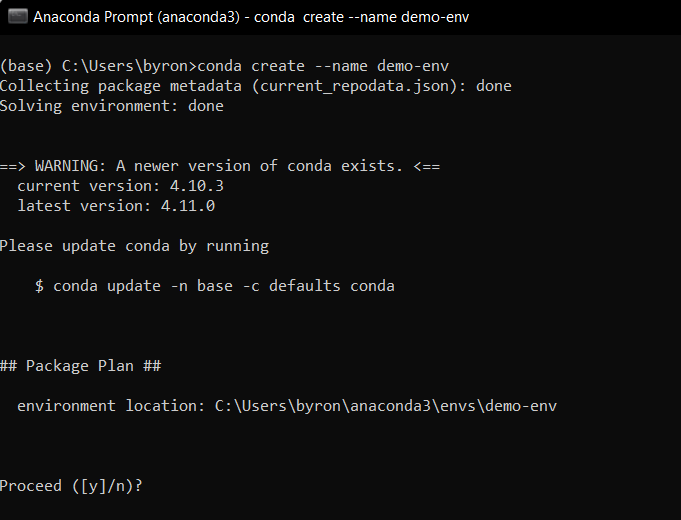 Anaconda Prompt (anaconda3) - conda  create --name demo-env
(base) C:\Users\byron>conda create --name demo-env
Collecting package metadata (current_repodata.json): done
Solving environment: done
==> WARNING: A newer version of conda exists. <==
  current version: 4.10.3
  latest version: 4.11.0
Please update conda by running
    $ conda update -n base -c defaults conda
## Package Plan ##
  environment location: C:\Users\byron\anaconda3\envs\demo-env
Proceed ([y]/n)?